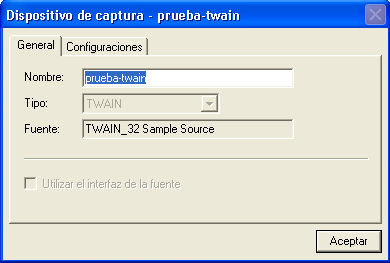 Dispositivo de captura - prueba-twain
General Configuraciones
Nombre: prueba-twain
Tipo: TWAIN
Fuente: TWAIN_32 Sample Source
Utilizar el interfaz de la fuente
Aceptar